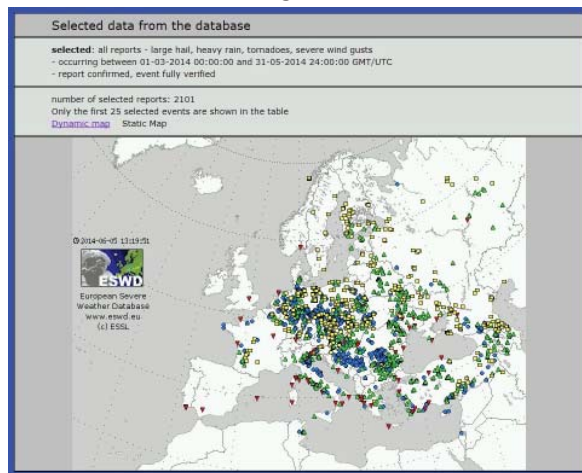 Selected data from the database
selected: all reports - large hail, heavy rain, tornadoes, severe wind gusts
- occurring between 01-03-2014 00:00:00 and 31-05-2014 24:00:00 GMT/UTC
- report confirmed, event fully verified
number of selected reports: 2101
Only the first 25 selected events are shown in the table
Dynamic map Static Map
2014-06-05 13:19:51
ESWD
European Severe
Weather Database
www.eswd.eu
(c) ESSL